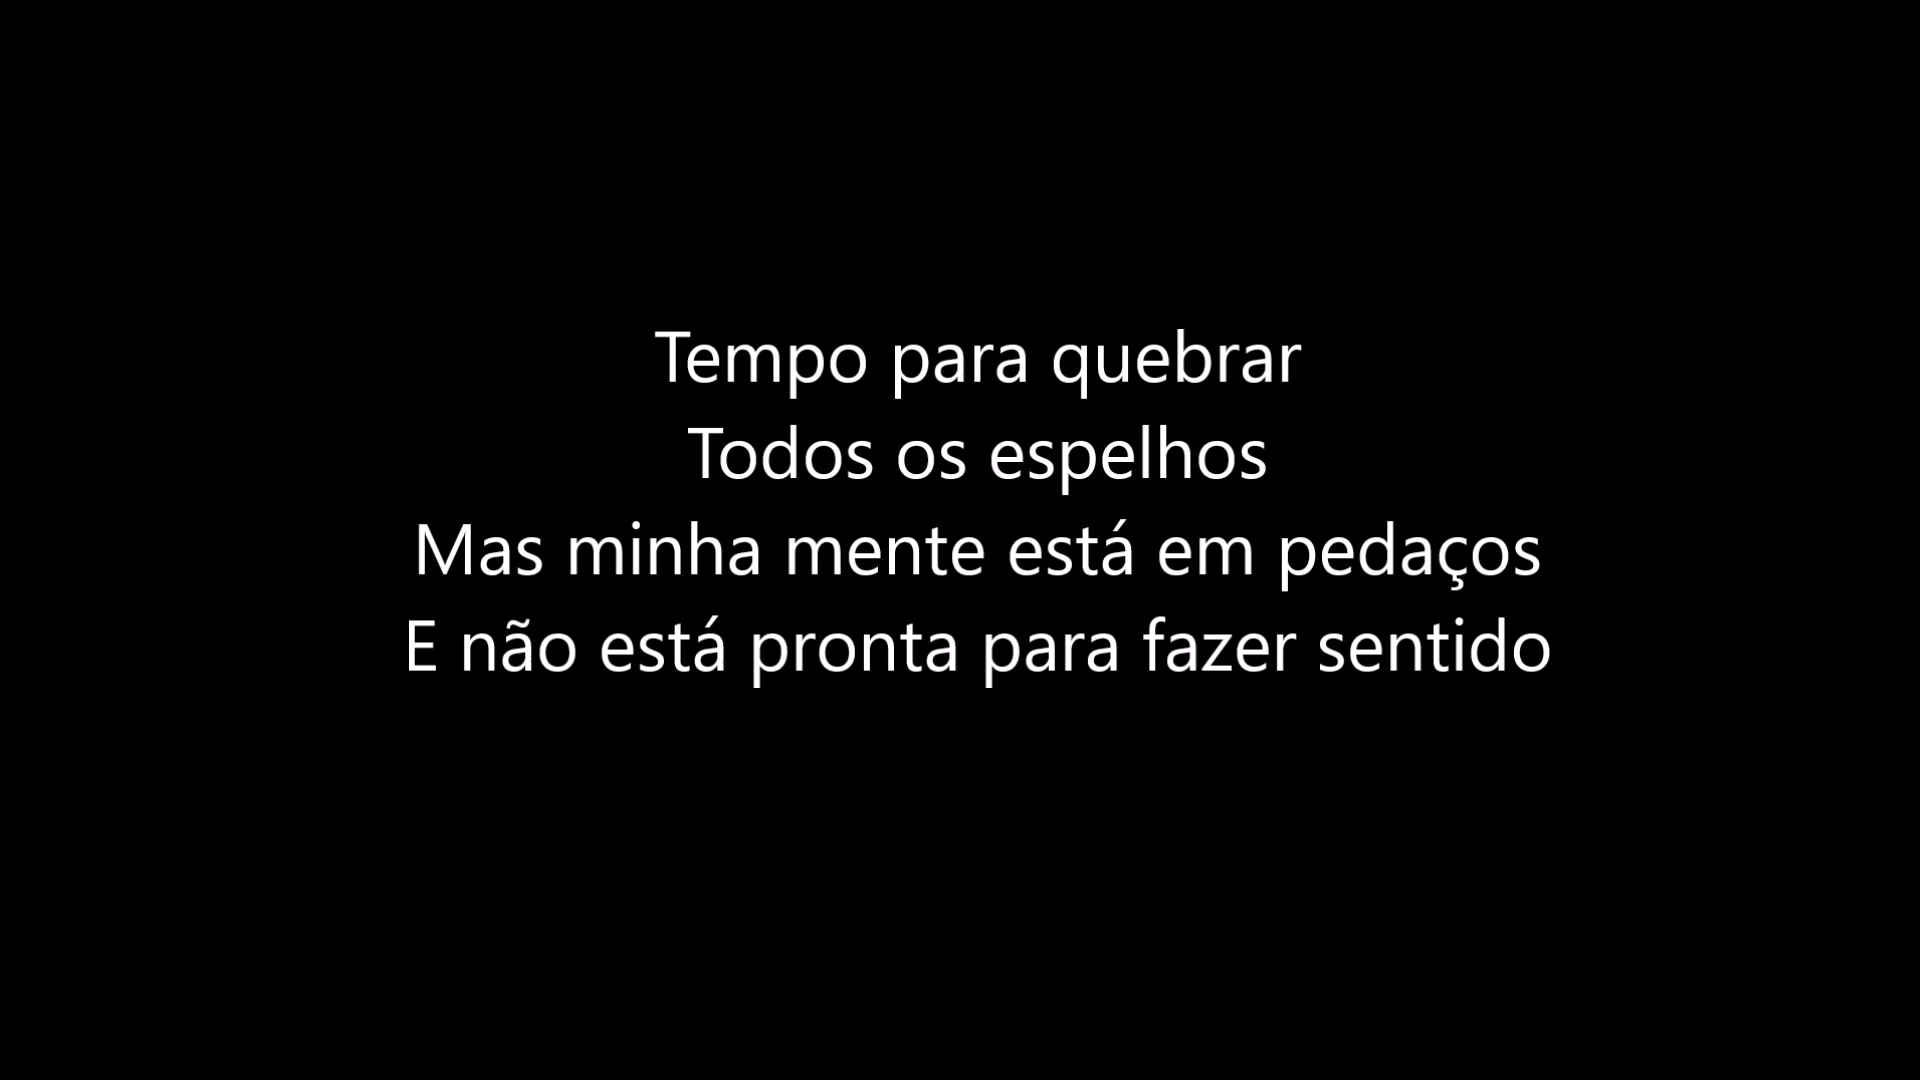 Tempo para quebrar
Todos os espelhos
Mas minha mente está em pedaços
E não está pronta para fazer sentido